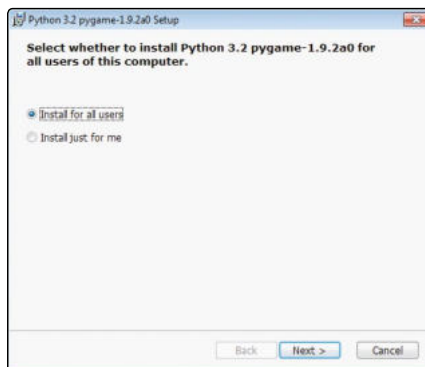 Python 3.2 pygame-1.9.2a0 Setup
Select whether to install Python 3.2 pygame-1.9.2a0 for
all users of this computer.
Install for all users
Install just for me
Back
Next >
Cancel